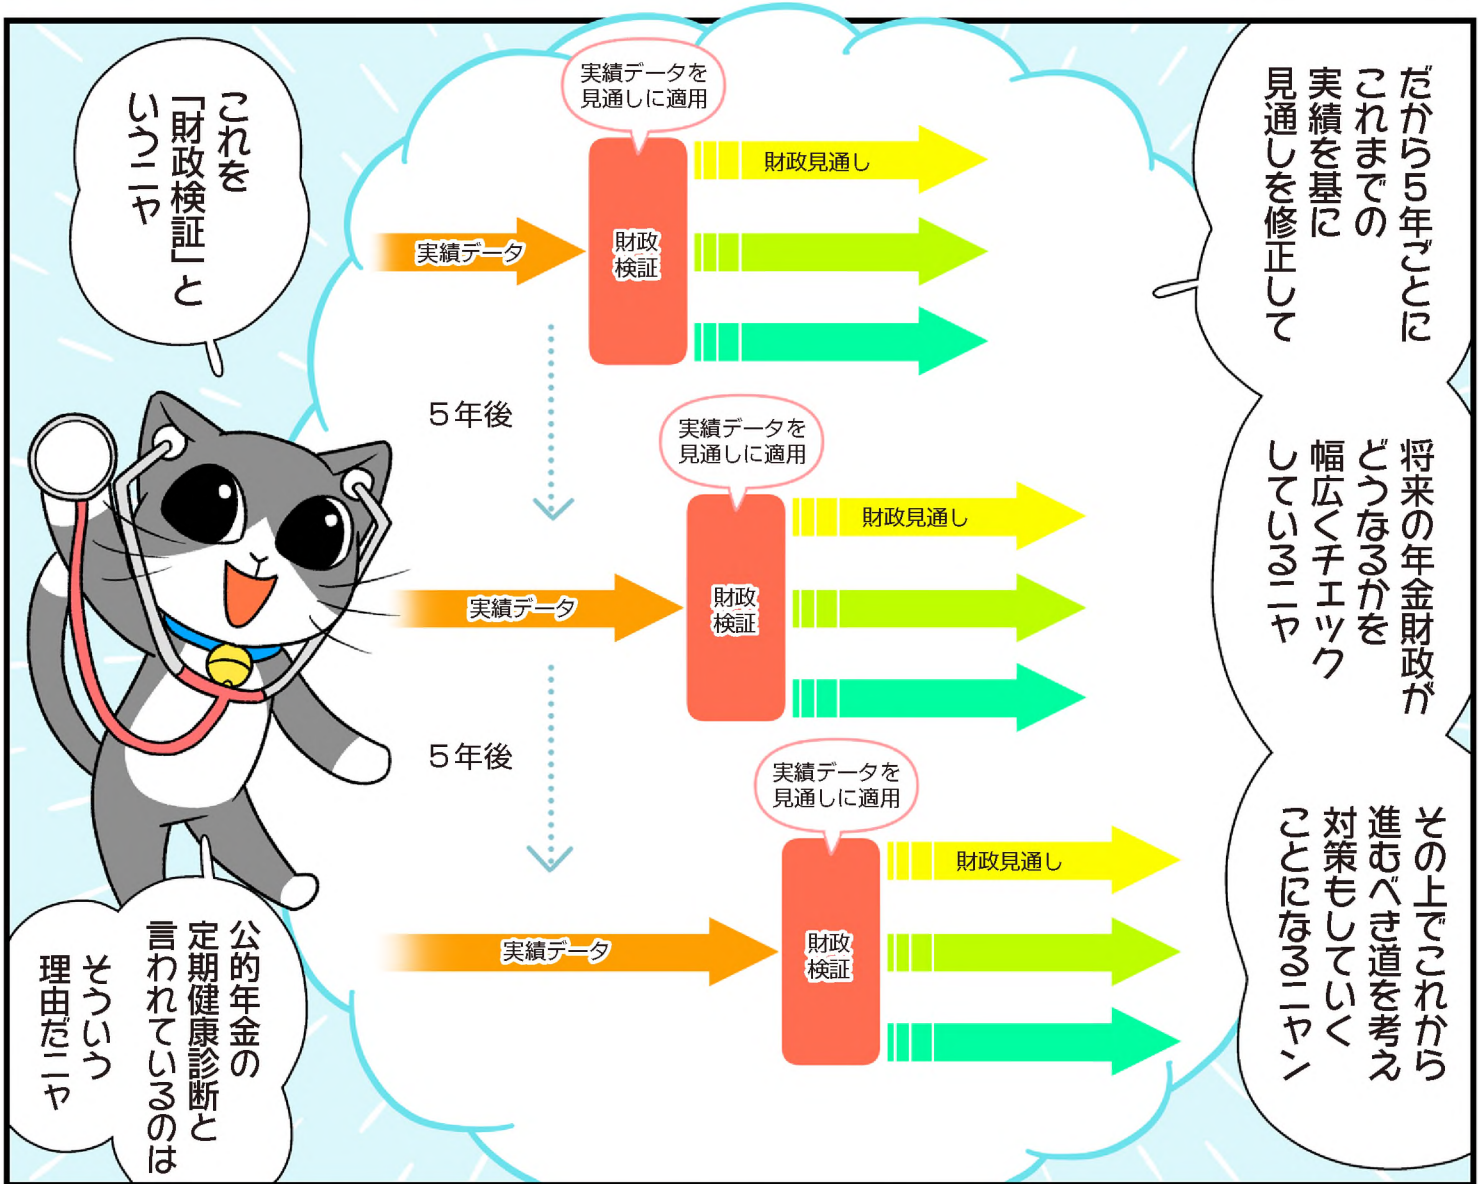 だから5年ごとに
これまでの
実績を基に
見通しを修正して
将来の年金財政が
どうなるかを
幅広くチェック
しているニャ
その上でこれから
進むべき道を考え
対策もしていく
ことになるニャン
実績データを
見通しに適用
実績データ
財政
検証
財政見通し
5年後
実績データを
見通しに適用
実績データ
財政
検証
財政見通し
5年後
実績データを
見通しに適用
実績データ
財政
検証
財政見通し
これを
「財政検証」と
いうニャ
公的年金の
定期健康診断と
言われているのは
そういう
理由だニャ